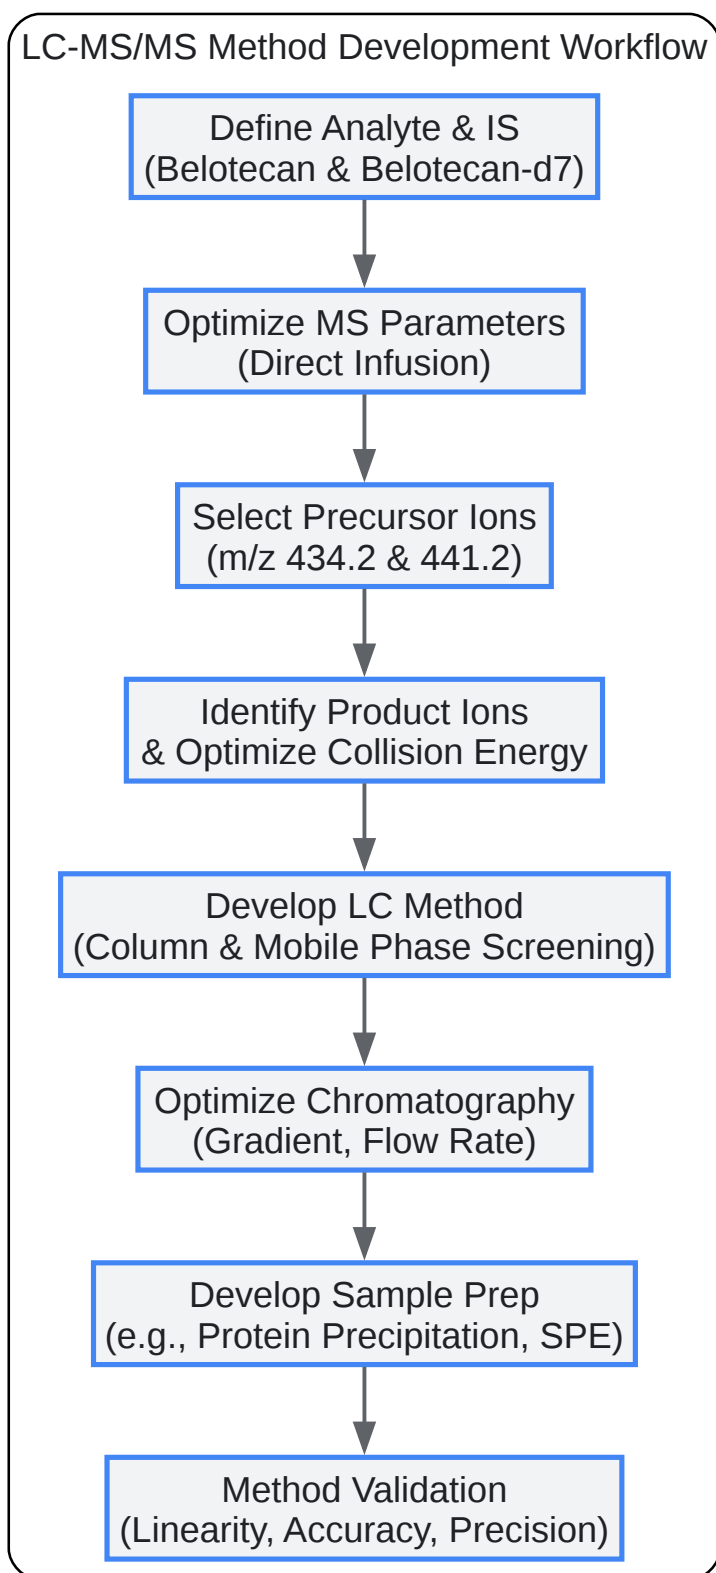 LC-MS/MS Method Development Workflow
Define Analyte & IS
(Belotecan & Belotecan-d7)
Optimize MS Parameters
(Direct Infusion)
Select Precursor Ions
(m/z 434.2 & 441.2)
Identify Product Ions
& Optimize Collision Energy
Develop LC Method
(Column & Mobile Phase Screening)
Optimize Chromatography
(Gradient, Flow Rate)
Develop Sample Prep
(e.g., Protein Precipitation, SPE)
Method Validation
(Linearity, Accuracy, Precision)